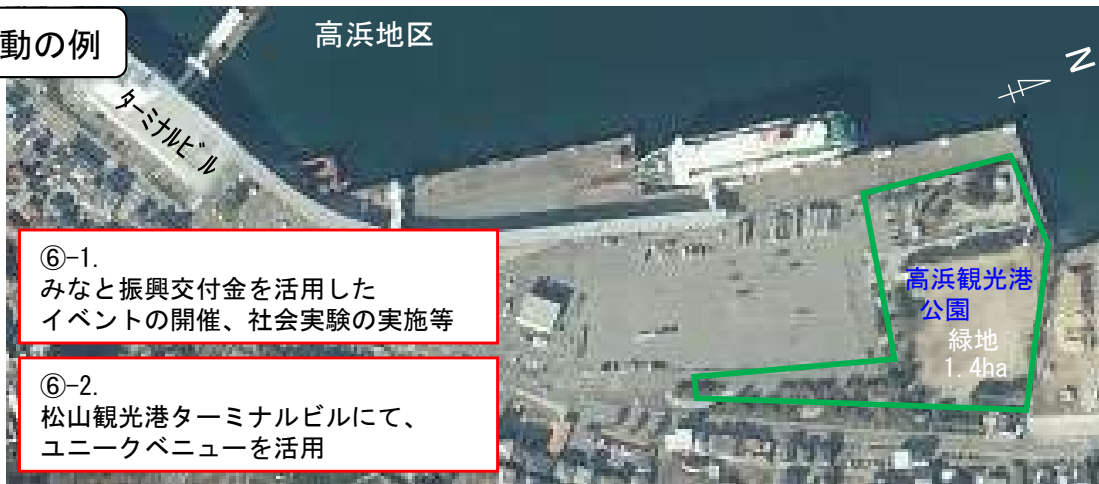 動の例
高浜地区
N
ターミナルビル
⑥-1.
みなと振興交付金を活用した
イベントの開催、社会実験の実施等
⑥-2.
松山観光港ターミナルビルにて、
ユニークベニューを活用
高浜観光港
公園
緑地
1.4ha